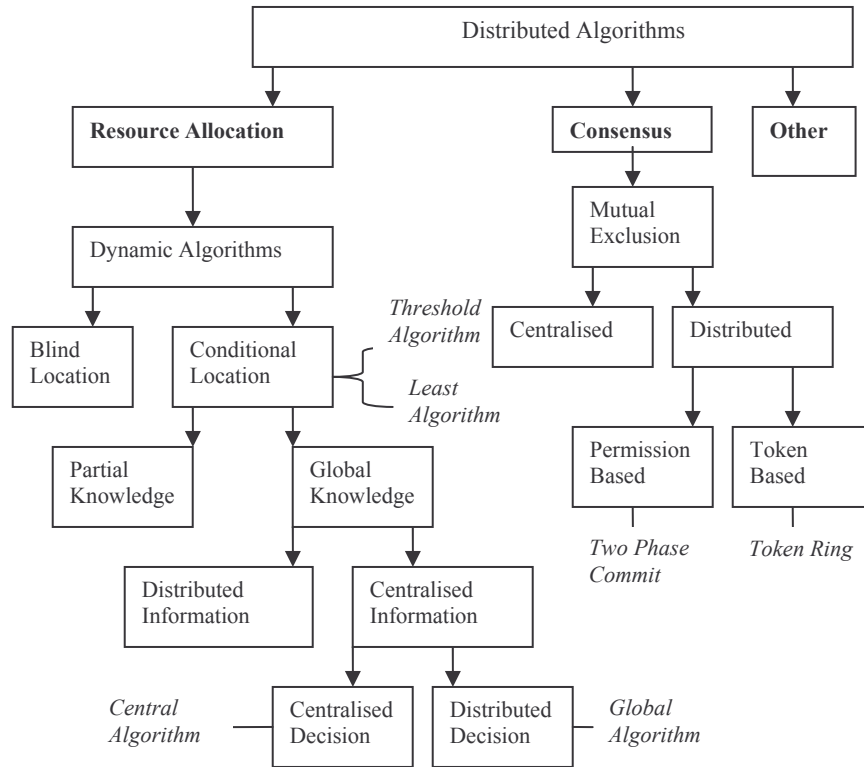 Distributed Algorithms
Resource Allocation
Consensus
Other
Mutual
Exclusion
Dynamic Algorithms
Threshold
Algorithm
Centralised
Distributed
Blind
Location
Conditional
Location
Least
Algorithm
Permission
Based
Token
Based
Partial
Knowledge
Global
Knowledge
Two Phase
Commit
Token Ring
Distributed
Information
Centralised
Information
Central
Algorithm
Centralised
Decision
Distributed
Decision
Global
Algorithm